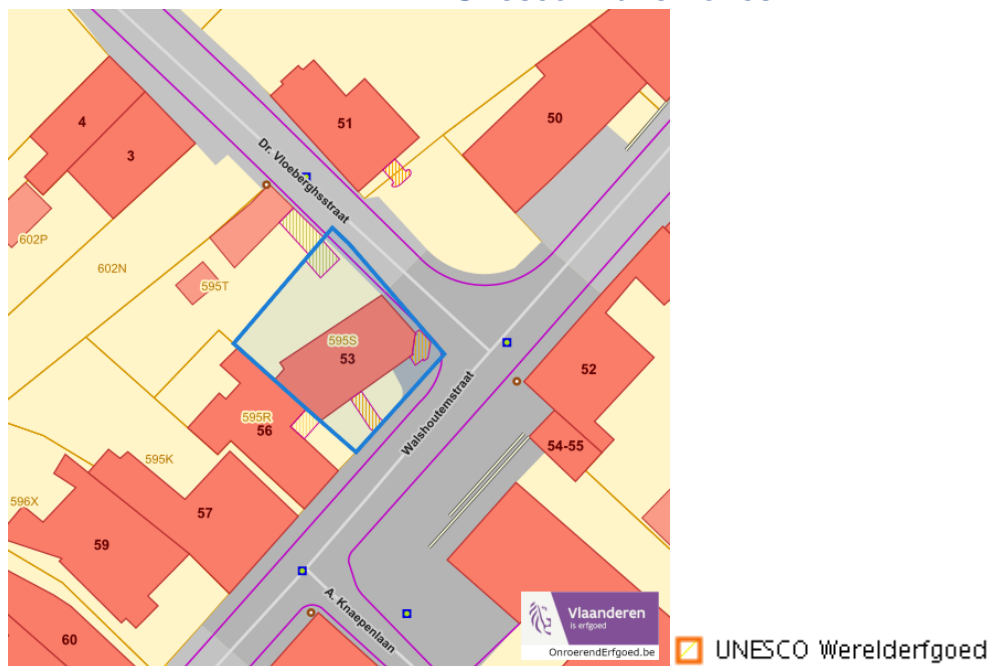 4
3
51
50
Dr. Vloeberghsstraat
602P
602N
595T
595S
53
52
Walshoutemstraat
595R
56
54-55
595K
596X
57
59
A. Knaepenlaan
60
Vlaanderen
is erfgoed
OnroerendErfgoed.be
UNESCO Werelderfgoed